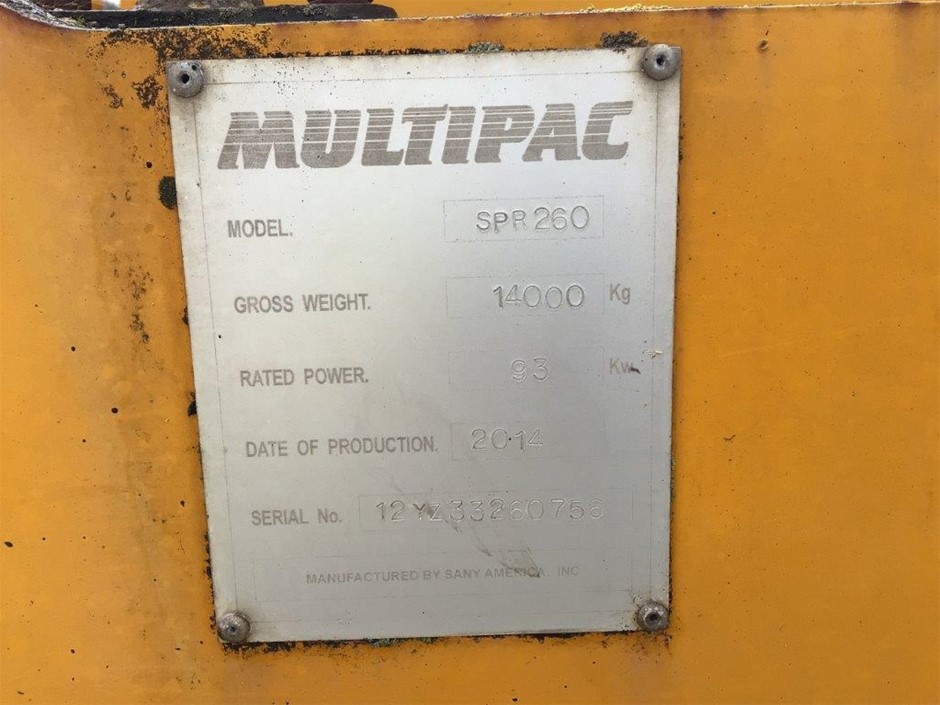 MULTIPAC
MODEL. SPR260
GROSS WEIGHT. 14000 Kg
RATED POWER. 93 Kw
DATE OF PRODUCTION. 2014
SERIAL No. 12YZ33260756
MANUFACTURED BY SANY AMERICA. INC